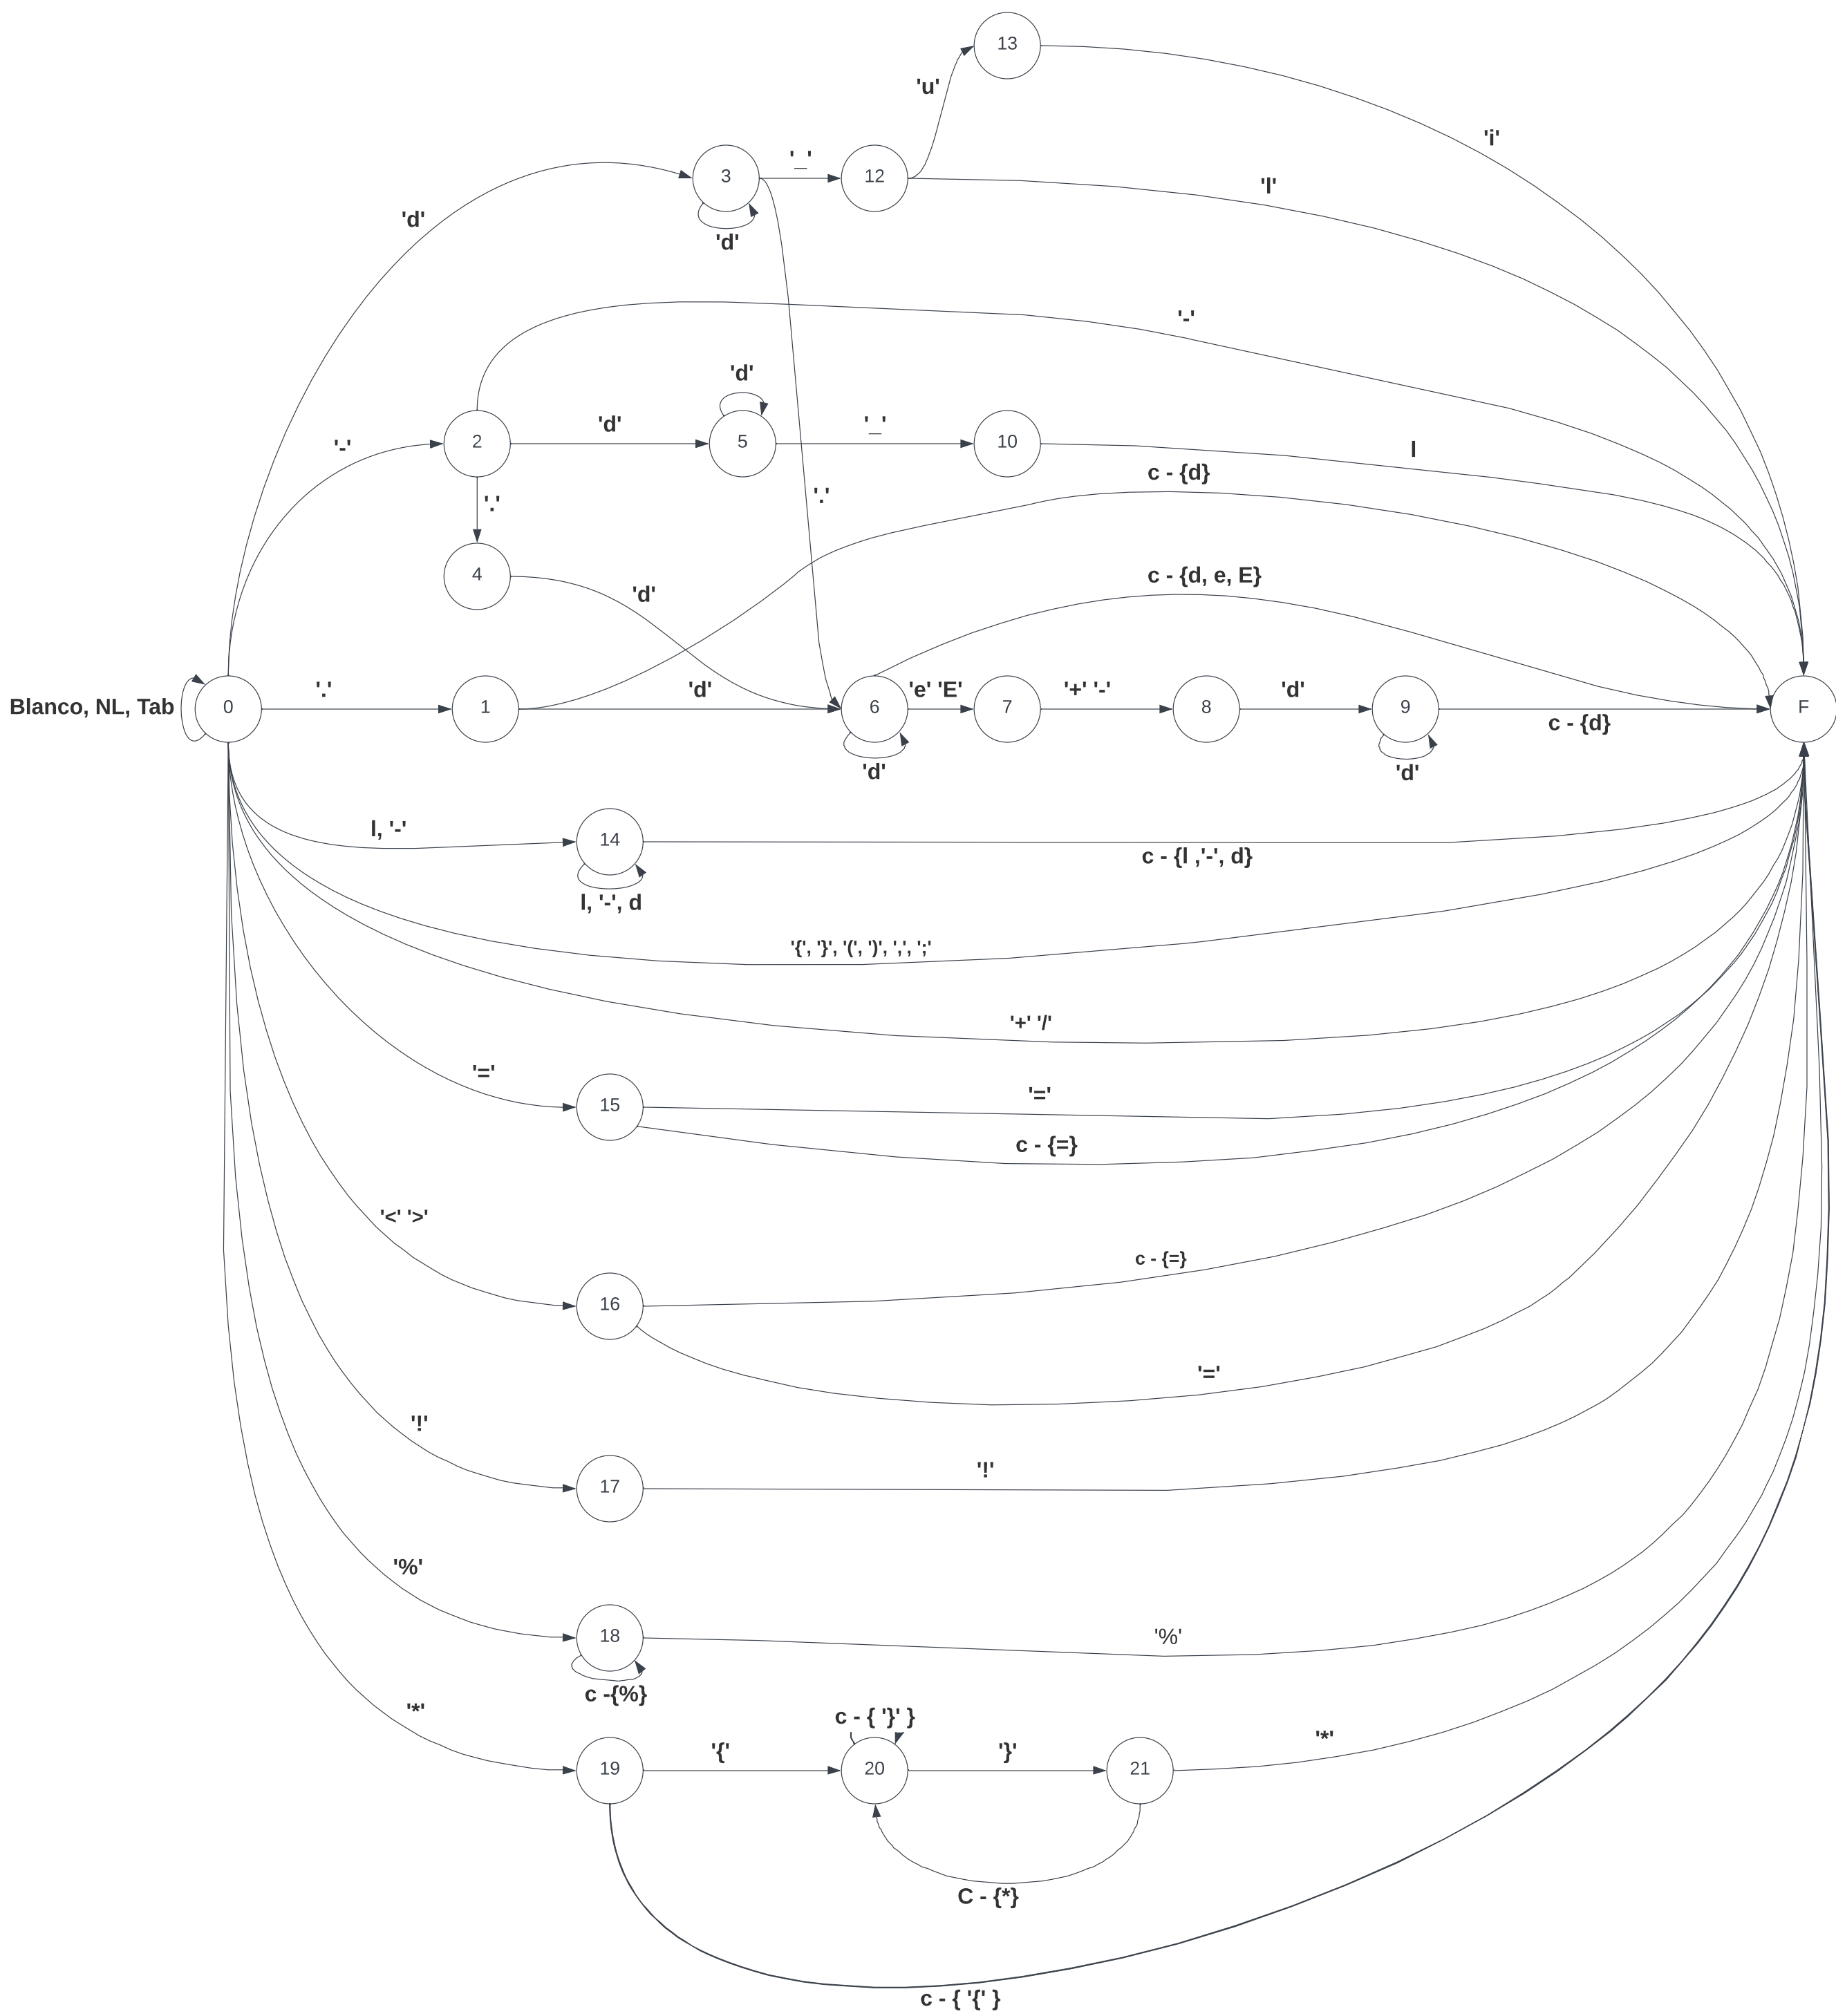 13
'u'
'i'
'_'
3
12
'l'
'd'
'd'
'-'
'd'
'd'
'_'
'-'
2
5
10
l
c - {d}
'.'
'.'
4
'd'
c - {d, e, E}
Blanco, NL, Tab
0
'.'
1
'd'
6
'e' 'E'
7
'+' '-'
8
'd'
9
c - {d}
F
'd'
'd'
l, '-'
14
c - {l ,'-', d}
l, '-', d
'{', '}', '(', ')', ',', ';'
'+' '/'
'='
15
'='
c - {=}
'<' '>'
c - {=}
16
'='
'!'
'!'
17
'%'
18
'%'
c -{%}
'*'
c - { '}' }
'*'
19
'{'
20
'}'
21
C - {*}
c - { '{' }